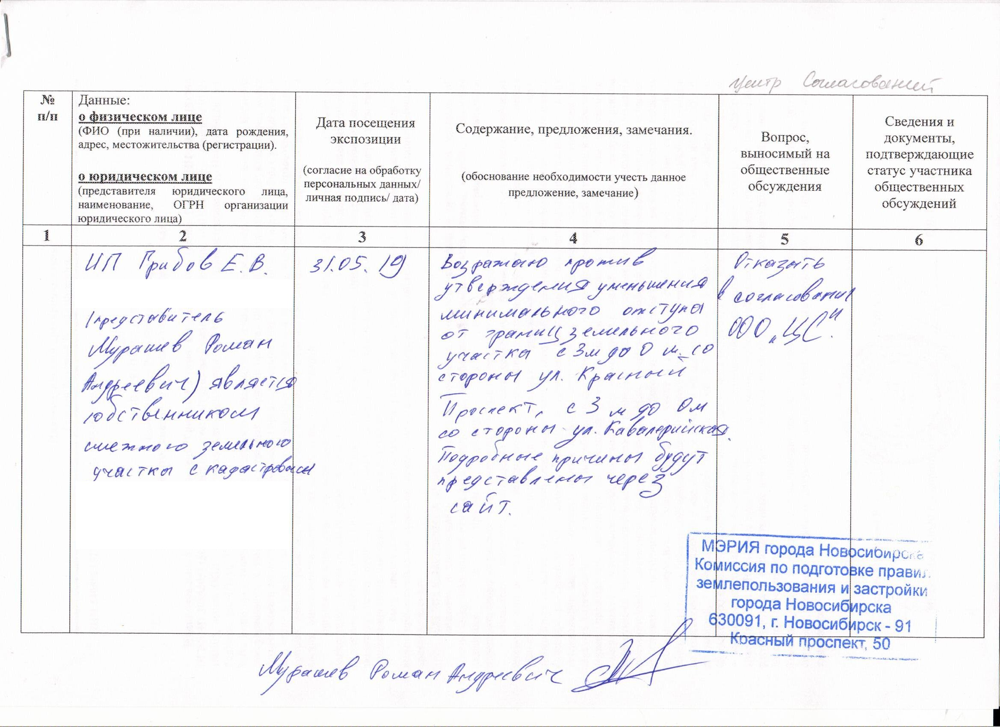 Центр Согласований
№
п/п
Данные:
о физическом лице
(ФИО (при наличии), дата рождения,
адрес, местожительства (регистрации).
о юридическом лице
(представителя юридического лица,
наименование, ОГРН организации
юридического лица)
Дата посещения
экспозиции
(согласие на обработку
персональных данных/
личная подпись/ дата)
Содержание, предложения, замечания.
(обоснование необходимости учесть данное
предложение, замечание)
Вопрос,
выносимый на
общественные
обсуждения
Сведения и
документы,
подтверждающие
статус участника
общественных
обсуждений
1
2
3
4
5
6
ИП Грибов Е.В.
(представитель
Мурашев Роман
Андреевич) является
собственником
смежного земельного
участка с кадастровым
31.05.19
Возражаю против
утверждения уменьшения
минимального отступа
от границ земельного
участка с 3м до 0 м. со
стороны ул. Красный
Проспект, с 3 м до 0м
со стороны ул. Кавалерийская.
Подробные причины будут
представлены через
сайт.
Отказать
в согласовании
ООО „ЦС".
МЭРИЯ города Новосибирска
Комиссия по подготовке правил
землепользования и застройки
города Новосибирска
630091, г. Новосибирск - 91
Красный проспект, 50
Мурашев Роман Андреевич